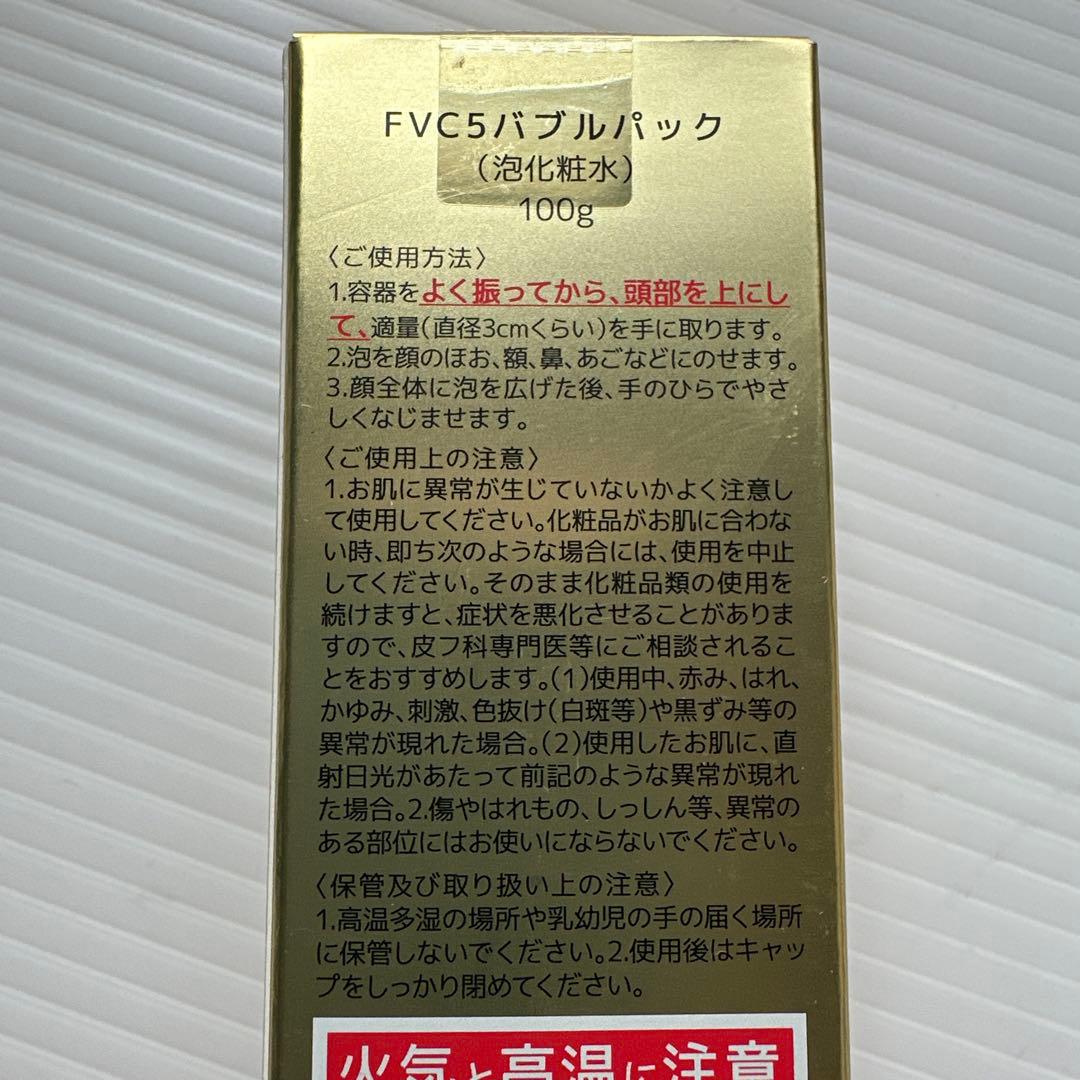 FVC5バブルパック
(泡化粧水)
100g
〈ご使用方法〉
1.容器をよく振ってから、頭部を上にし
て、適量(直径3cmくらい)を手に取ります。
2.泡を顔のほお、額、鼻、あごなどにのせます。
3.顔全体に泡を広げた後、手のひらでやさ
しくなじませます。
〈ご使用上の注意〉
1.お肌に異常が生じていないかよく注意し
て使用してください。化粧品がお肌に合わな
い時、即ち次のような場合には、使用を中止
してください。そのまま化粧品類の使用を
続けますと、症状を悪化させることがありま
すので、皮フ科専門医等にご相談されるこ
とをおすすめします。(1)使用中、赤み、はれ、
かゆみ、刺激、色抜け(白斑等)や黒ずみ等の
異常が現れた場合。(2)使用したお肌に、直
射日光があたって前記のような異常が現れ
た場合。2.傷やはれもの、しっしん等、異常の
ある部位にはお使いにならないでください。
〈保管及び取り扱い上の注意〉
1.高温多湿の場所や乳幼児の手の届く場所
に保管しないでください。2.使用後はキャッ
プをしっかり閉めてください。
火気と高温に注意